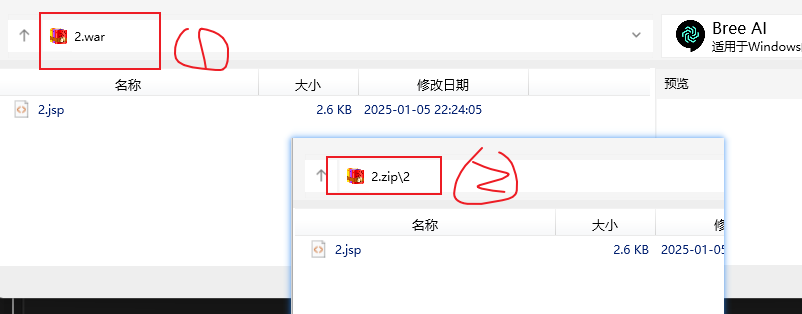 2.war
1
Bree AI
适用于Windows
名称 大小 修改日期 预览
2.jsp 2.6 KB 2025-01-05 22:24:05
2.zip\2
2
名称 大小
2.jsp 2.6 KB 2025-01-05